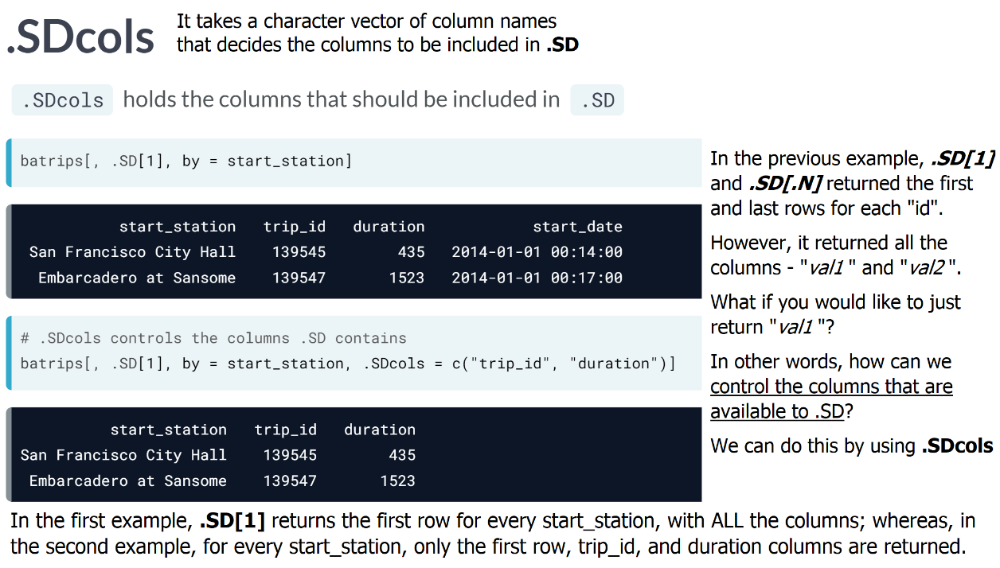 .SDcols
It takes a character vector of column names
that decides the columns to be included in .SD
.SDcols holds the columns that should be included in .SD
batrips[, .SD[1], by = start_station]
start_station trip_id duration start_date
San Francisco City Hall 139545 435 2014-01-01 00:14:00
Embarcadero at Sansome 139547 1523 2014-01-01 00:17:00
# .SDcols controls the columns .SD contains
batrips[, .SD[1], by = start_station, .SDcols = c("trip_id", "duration")]
start_station trip_id duration
San Francisco City Hall 139545 435
Embarcadero at Sansome 139547 1523
In the previous example, .SD[1]
and .SD[.N] returned the first
and last rows for each "id".
However, it returned all the
columns - "val1 " and "val2 ".
What if you would like to just
return "val1 "?
In other words, how can we
control the columns that are
available to .SD?
We can do this by using .SDcols
In the first example, .SD[1] returns the first row for every start_station, with ALL the columns; whereas, in
the second example, for every start_station, only the first row, trip_id, and duration columns are returned.